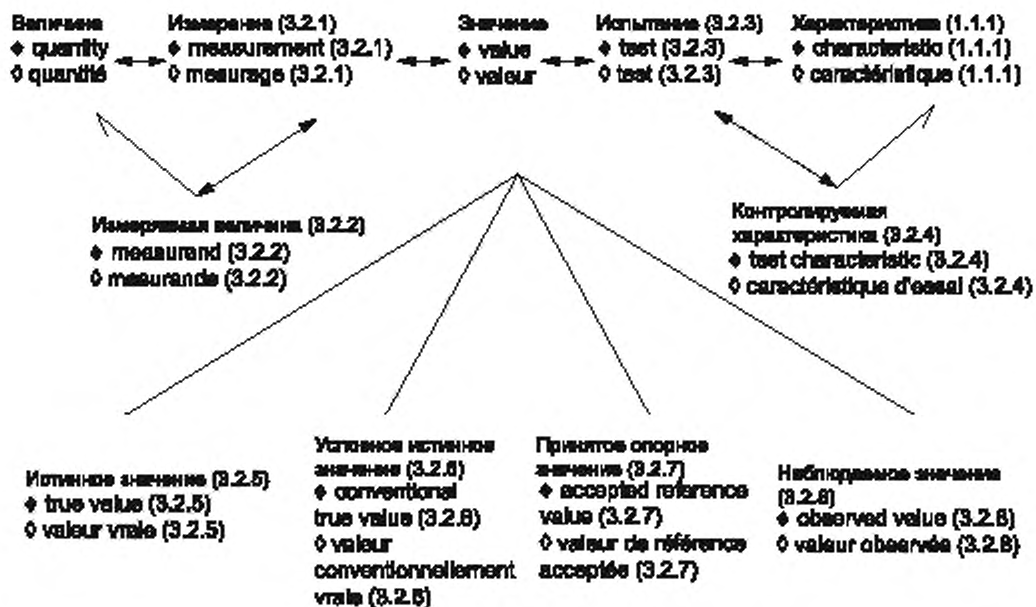 Величина
♦ quantity
◊ quantité
Измерение (3.2.1)
♦ measurement (3.2.1)
◊ mesurage (3.2.1)
Значение
♦ value
◊ valeur
Испытание (3.2.3)
♦ test (3.2.3)
◊ test (3.2.3)
Характеристика (1.1.1)
♦ characteristic (1.1.1)
◊ caractéristique (1.1.1)
Измеряемая величина (3.2.2)
♦ measurand (3.2.2)
◊ mesurande (3.2.2)
Контролируемая
характеристика (3.2.4)
♦ test characteristic (3.2.4)
◊ caractéristique d'essai (3.2.4)
Истинное значение (3.2.5)
♦ true value (3.2.5)
◊ valeur vraie (3.2.5)
Условное истинное
значение (3.2.6)
♦ conventional
true value (3.2.6)
◊ valeur
conventionnellement
vraie (3.2.6)
Принятое опорное
значение (3.2.7)
♦ accepted reference
value (3.2.7)
◊ valeur de référence
acceptée (3.2.7)
Наблюдаемое значение
(3.2.8)
♦ observed value (3.2.8)
◊ valeur observée (3.2.8)